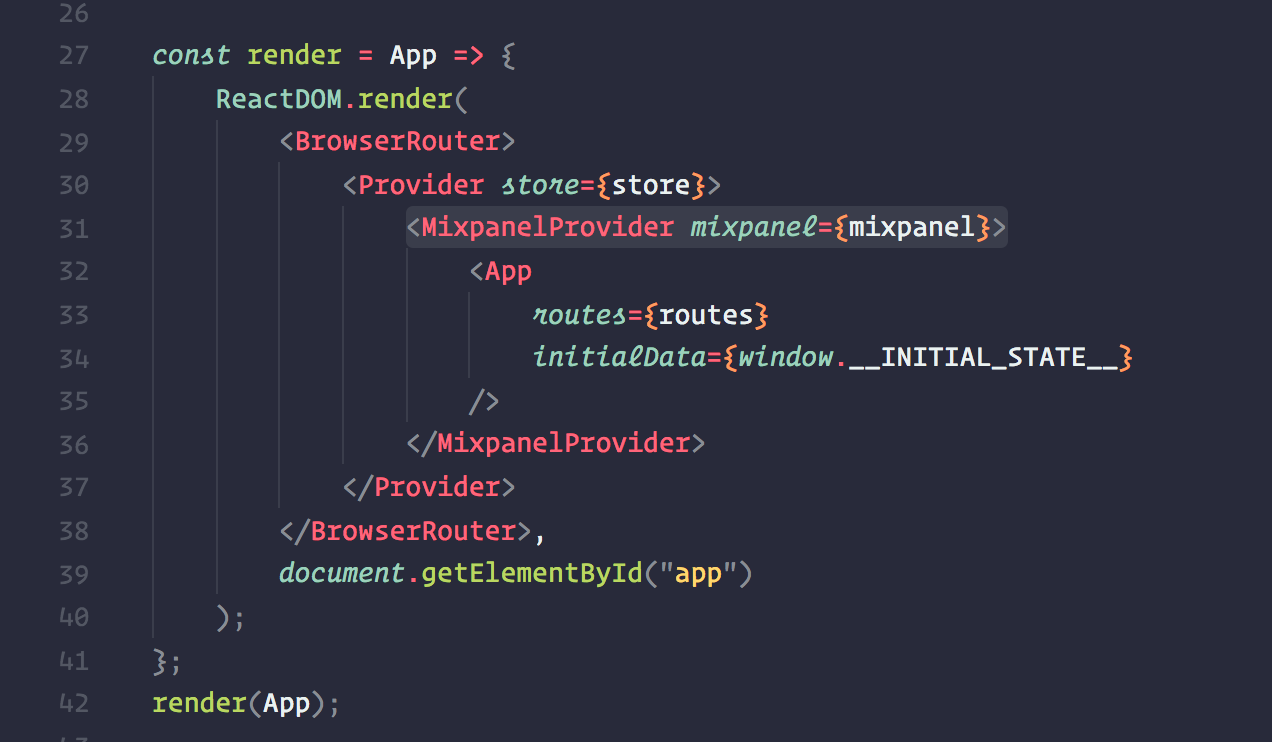 26
27 const render = App => {
28     ReactDOM.render(
29         <BrowserRouter>
30             <Provider store={store}>
31                 <MixpanelProvider mixpanel={mixpanel}>
32                     <App
33                         routes={routes}
34                         initialData={window.__INITIAL_STATE__}
35                     />
36                 </MixpanelProvider>
37             </Provider>
38         </BrowserRouter>,
39         document.getElementById("app")
40     );
41 };
42 render(App);